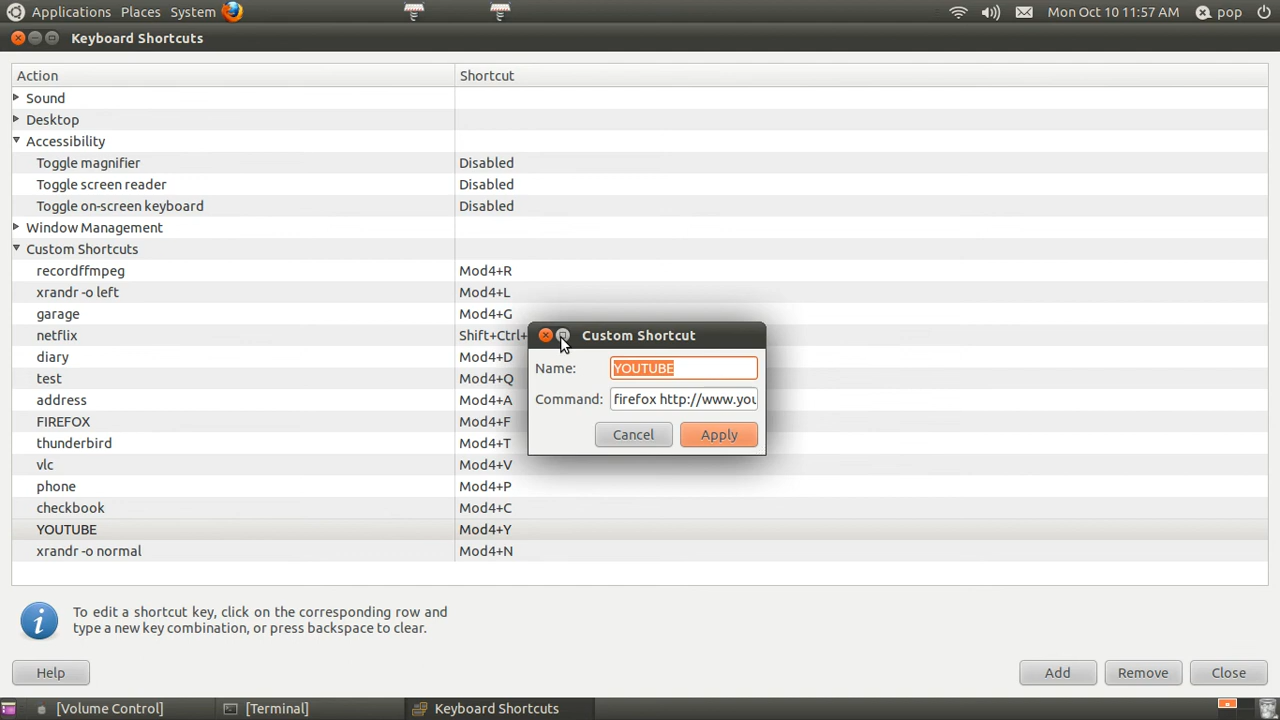 Applications Places System Mon Oct 10 11:57 AM pop
Keyboard Shortcuts
Action Shortcut
Sound
Desktop
Accessibility
Toggle magnifier Disabled
Toggle screen reader Disabled
Toggle on-screen keyboard Disabled
Window Management
Custom Shortcuts
recordffmpeg Mod4+R
xrandr -o left Mod4+L
garage Mod4+G
netflix Shift+Ctrl+
diary Mod4+D
test Mod4+Q
address Mod4+A
FIREFOX Mod4+F
thunderbird Mod4+T
vlc Mod4+V
phone Mod4+P
checkbook Mod4+C
YOUTUBE Mod4+Y
xrandr -o normal Mod4+N
Custom Shortcut
Name: YOUTUBE
Command: firefox http://www.you
Cancel Apply
To edit a shortcut key, click on the corresponding row and
type a new key combination, or press backspace to clear.
Help Add Remove Close
[Volume Control] [Terminal] Keyboard Shortcuts